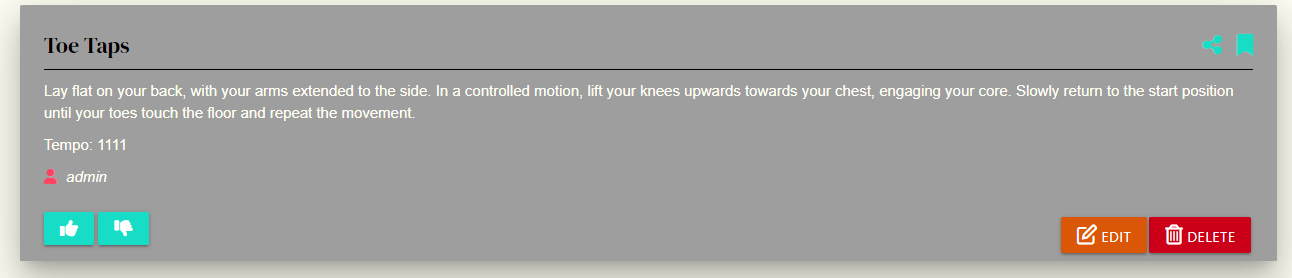 Toe Taps
Lay flat on your back, with your arms extended to the side. In a controlled motion, lift your knees upwards towards your chest, engaging your core. Slowly return to the start position
until your toes touch the floor and repeat the movement.
Tempo: 1111
admin
EDIT DELETE